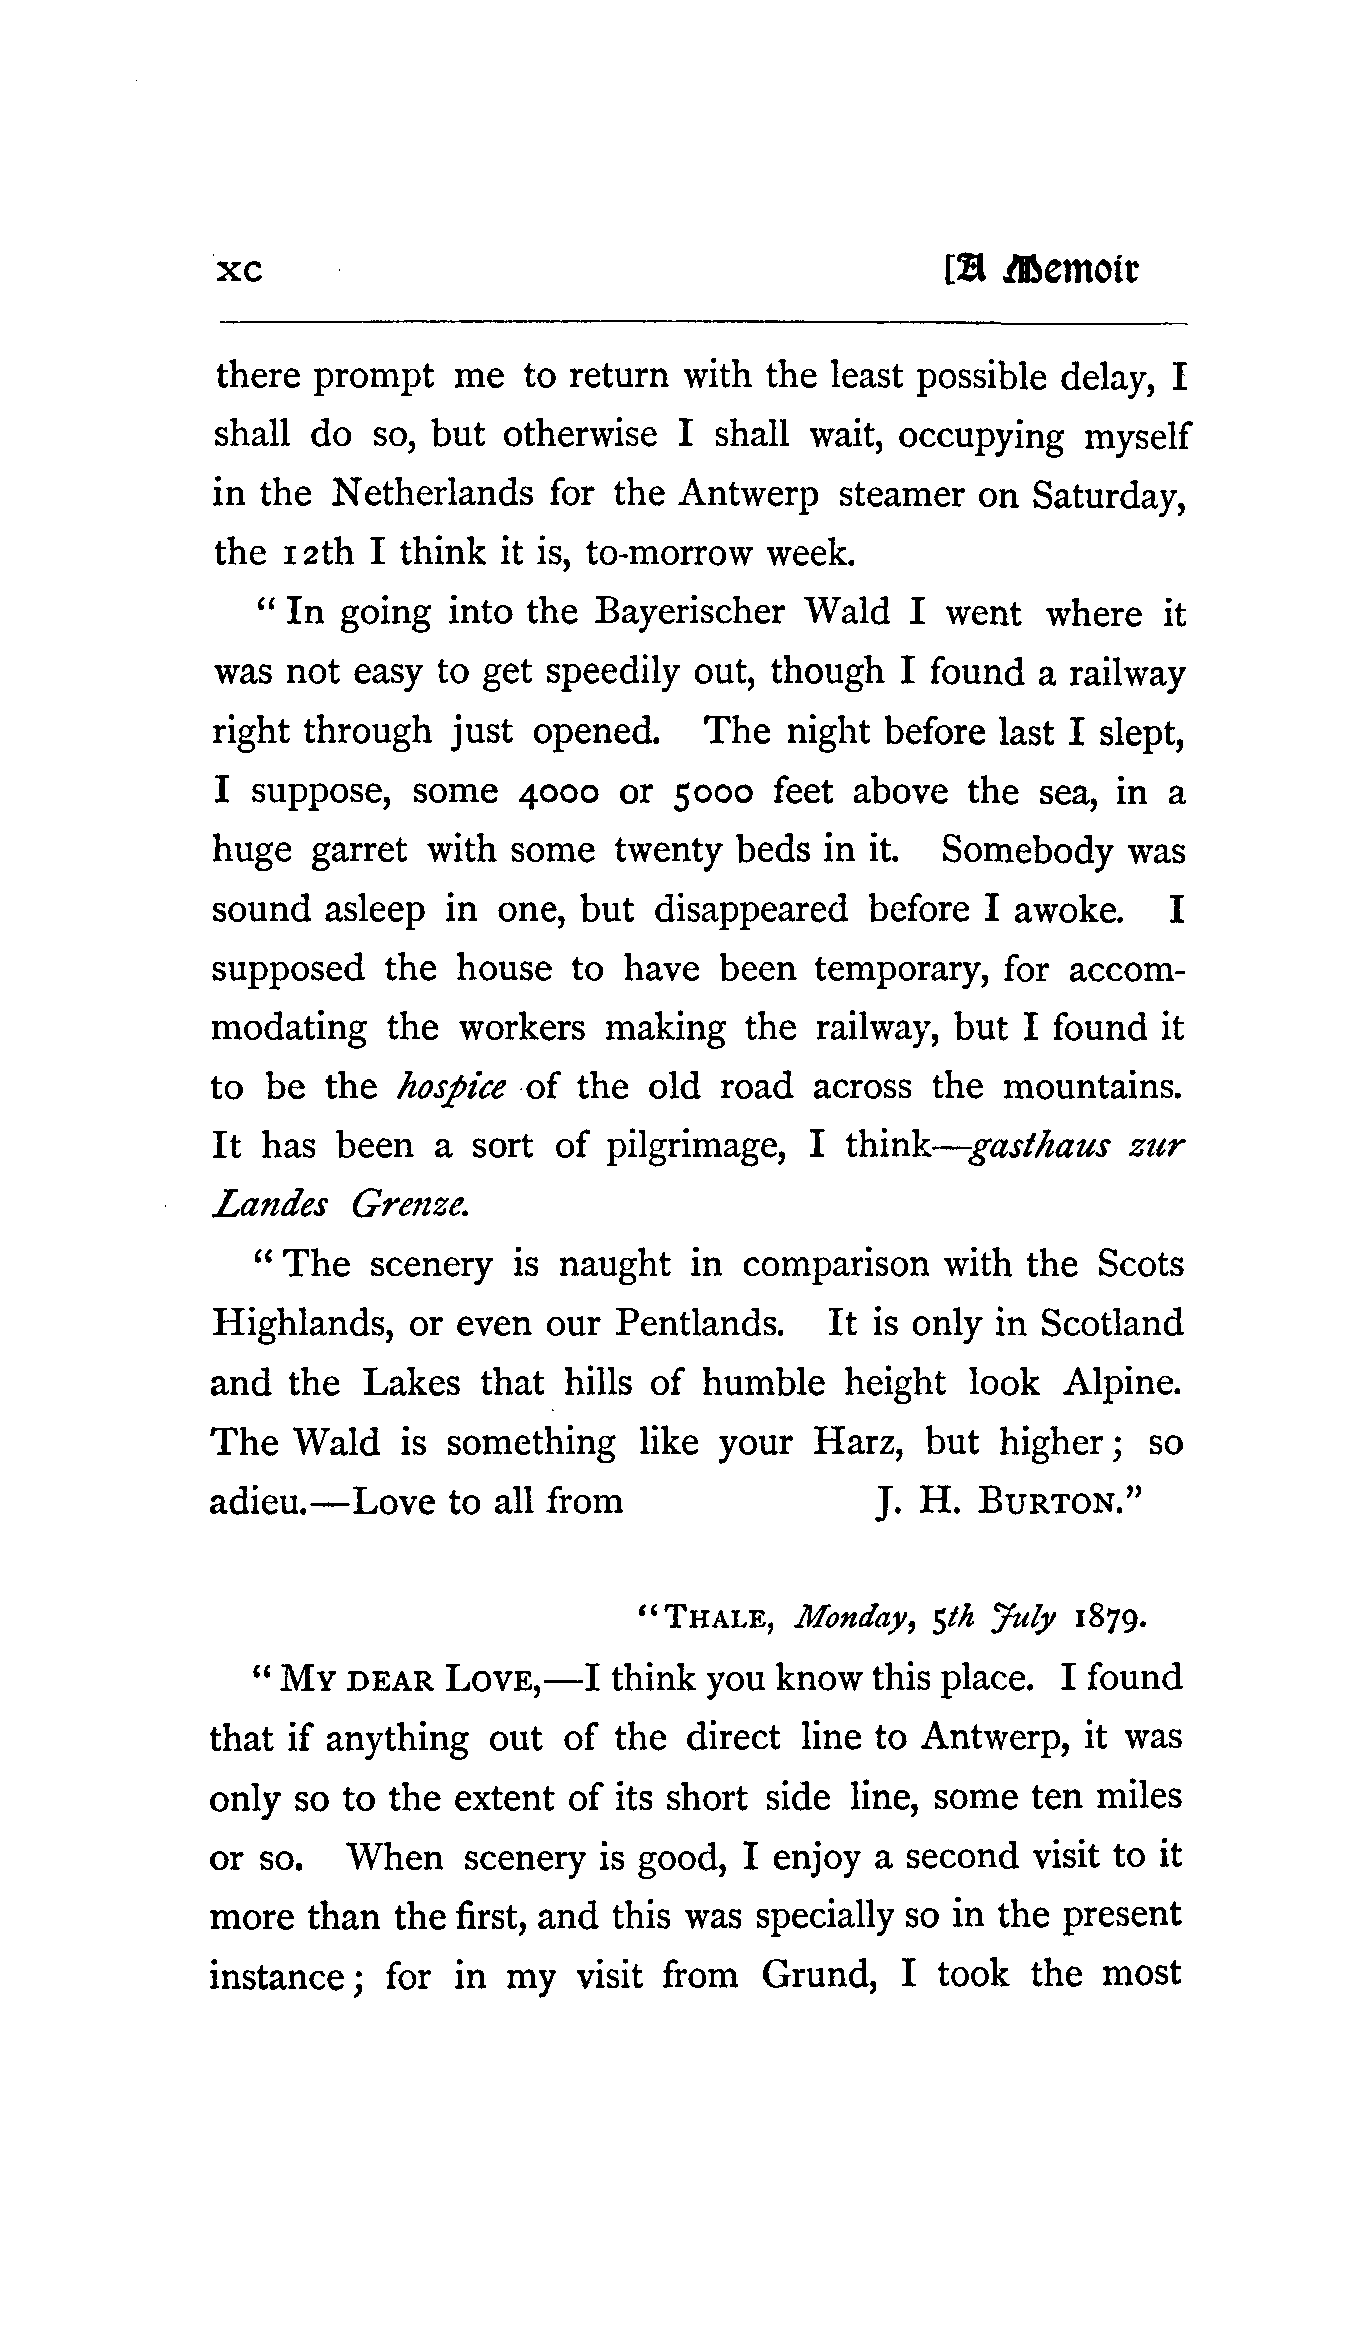 xc [A Memoir
there prompt me to return with the least possible delay, I
shall do so, but otherwise I shall wait, occupying myself
in the Netherlands for the Antwerp steamer on Saturday,
the 12th I think it is, to-morrow week.
“ In going into the Bayerischer Wald I went where it
was not easy to get speedily out, though I found a railway
right through just opened. The night before last I slept,
I suppose, some 4000 or 5000 feet above the sea, in a
huge garret with some twenty beds in it. Somebody was
sound asleep in one, but disappeared before I awoke. I
supposed the house to have been temporary, for accom-
modating the workers making the railway, but I found it
to be the hospice of the old road across the mountains.
It has been a sort of pilgrimage, I think—gasthaus zur
Landes Grenze.
“ The scenery is naught in comparison with the Scots
Highlands, or even our Pentlands. It is only in Scotland
and the Lakes that hills of humble height look Alpine.
The Wald is something like your Harz, but higher ; so
adieu.—Love to all from J. H. BURTON.”
“THALE, Monday, 5th July 1879.
“ MY DEAR LOVE,—I think you know this place. I found
that if anything out of the direct line to Antwerp, it was
only so to the extent of its short side line, some ten miles
or so. When scenery is good, I enjoy a second visit to it
more than the first, and this was specially so in the present
instance ; for in my visit from Grund, I took the most